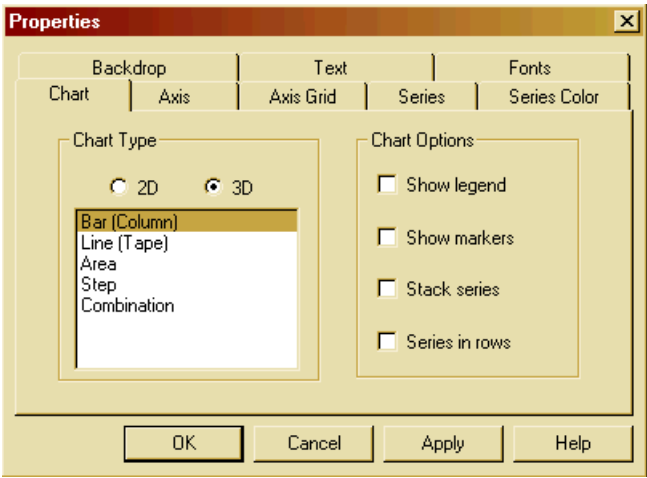 Properties
Backdrop Text Fonts
Chart Axis Axis Grid Series Series Color
Chart Type
2D 3D
Bar (Column)
Line (Tape)
Area
Step
Combination
Chart Options
Show legend
Show markers
Stack series
Series in rows
OK Cancel Apply Help